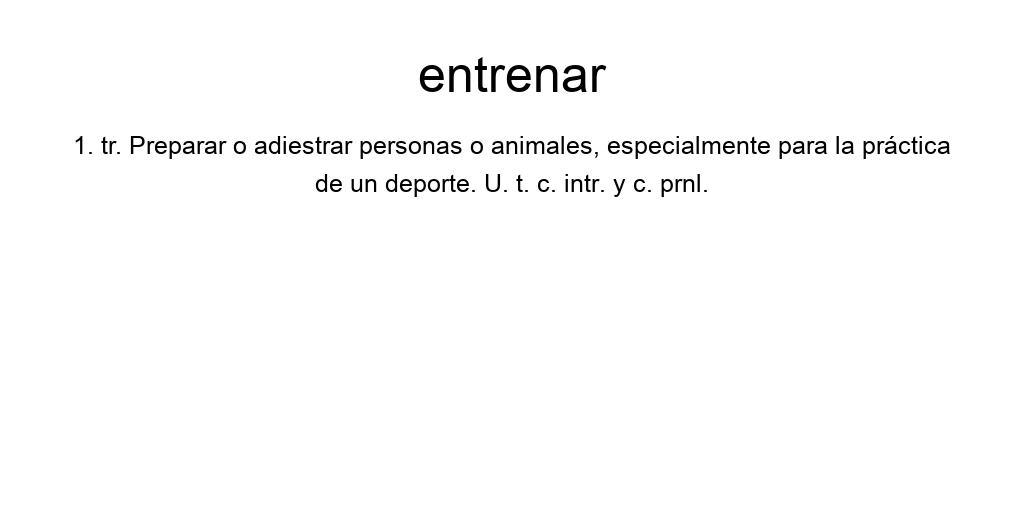 entrenar
1. tr. Preparar o adiestrar personas o animales, especialmente para la práctica
de un deporte. U. t. c. intr. y c. prnl.